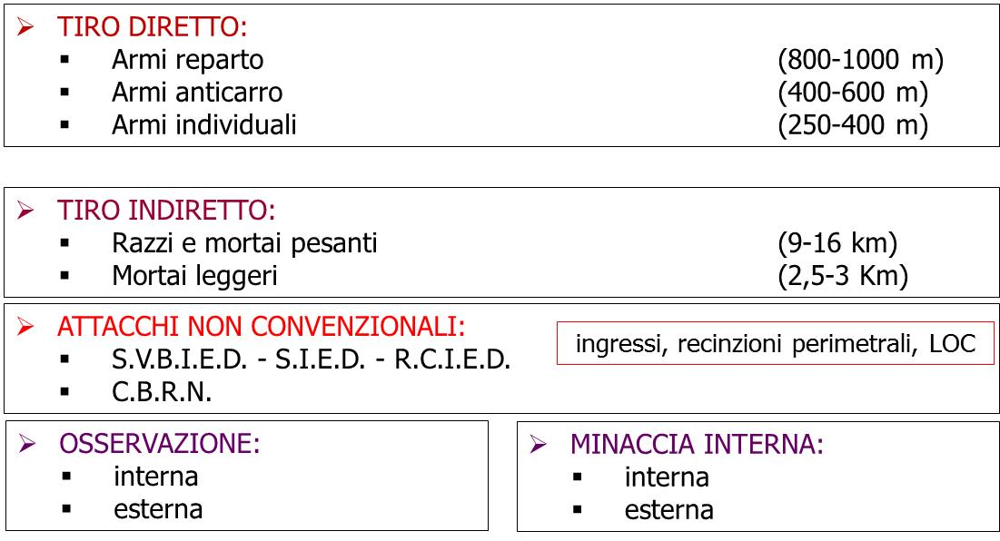 TIRO DIRETTO:
Armi reparto (800-1000 m)
Armi anticarro (400-600 m)
Armi individuali (250-400 m)
TIRO INDIRETTO:
Razzi e mortai pesanti (9-16 km)
Mortai leggeri (2,5-3 Km)
ATTACCHI NON CONVENZIONALI:
ingressi, recinzioni perimetrali, LOC
S.V.B.I.E.D. - S.I.E.D. - R.C.I.E.D.
C.B.R.N.
OSSERVAZIONE:
interna
esterna
MINACCIA INTERNA:
interna
esterna